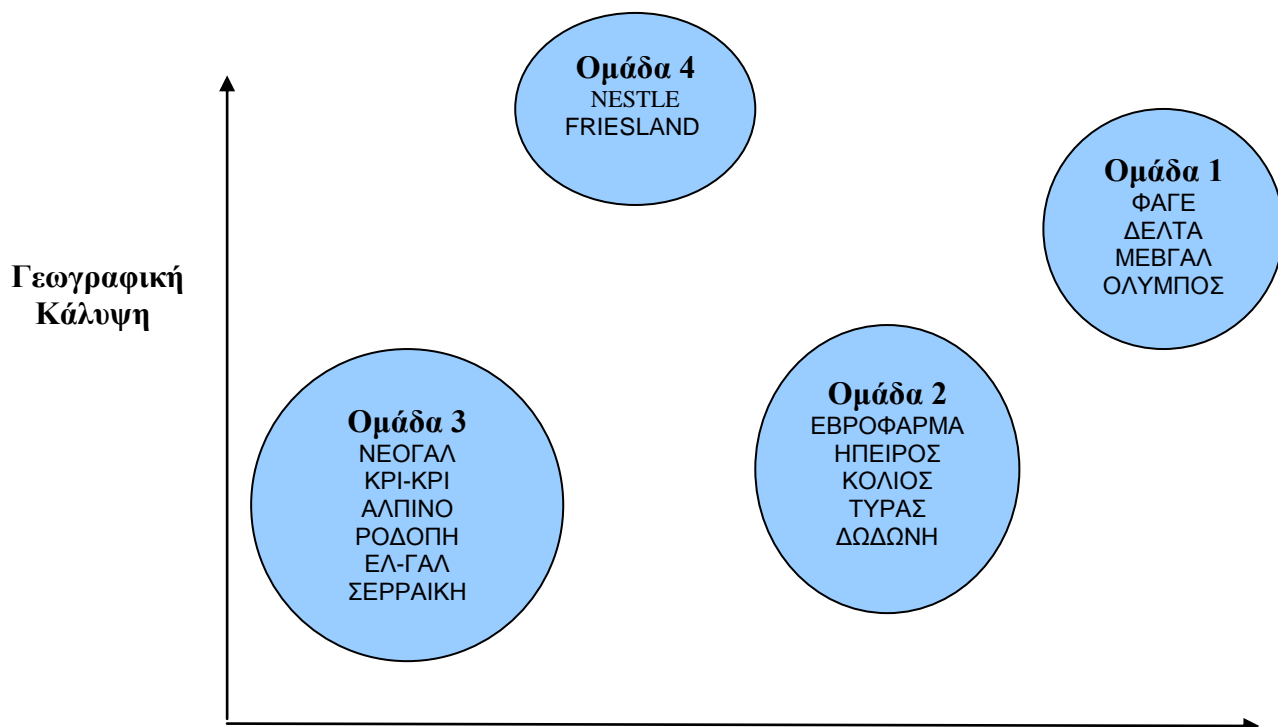 Ομάδα 4
NESTLE
FRIESLAND
Ομάδα 1
ΦΑΓΕ
ΔΕΛΤΑ
ΜΕΒΓΑΛ
ΟΛΥΜΠΟΣ
Γεωγραφική
Κάλυψη
Ομάδα 3
ΝΕΟΓΑΛ
ΚΡΙ-ΚΡΙ
ΑΛΠΙΝΟ
ΡΟΔΟΠΗ
ΕΛ-ΓΑΛ
ΣΕΡΡΑΙΚΗ
Ομάδα 2
ΕΒΡΟΦΑΡΜΑ
ΗΠΕΙΡΟΣ
ΚΟΛΙΟΣ
ΤΥΡΑΣ
ΔΩΔΩΝΗ